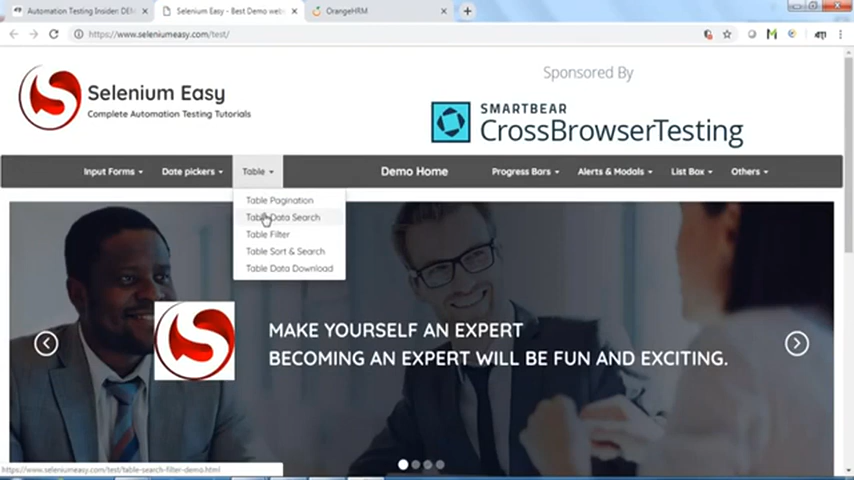 Automation Testing Insider: DEM
Selenium Easy - Best Demo webs
OrangeHRM
https://www.seleniumeasy.com/test/
Selenium Easy
Complete Automation Testing Tutorials
Sponsored By
SMARTBEAR
CrossBrowserTesting
Input Forms
Date pickers
Table
Demo Home
Progress Bars
Alerts & Modals
List Box
Others
Table Pagination
Table Data Search
Table Filter
Table Sort & Search
Table Data Download
MAKE YOURSELF AN EXPERT
BECOMING AN EXPERT WILL BE FUN AND EXCITING.
https://www.seleniumeasy.com/test/table-search-filter-demo.html